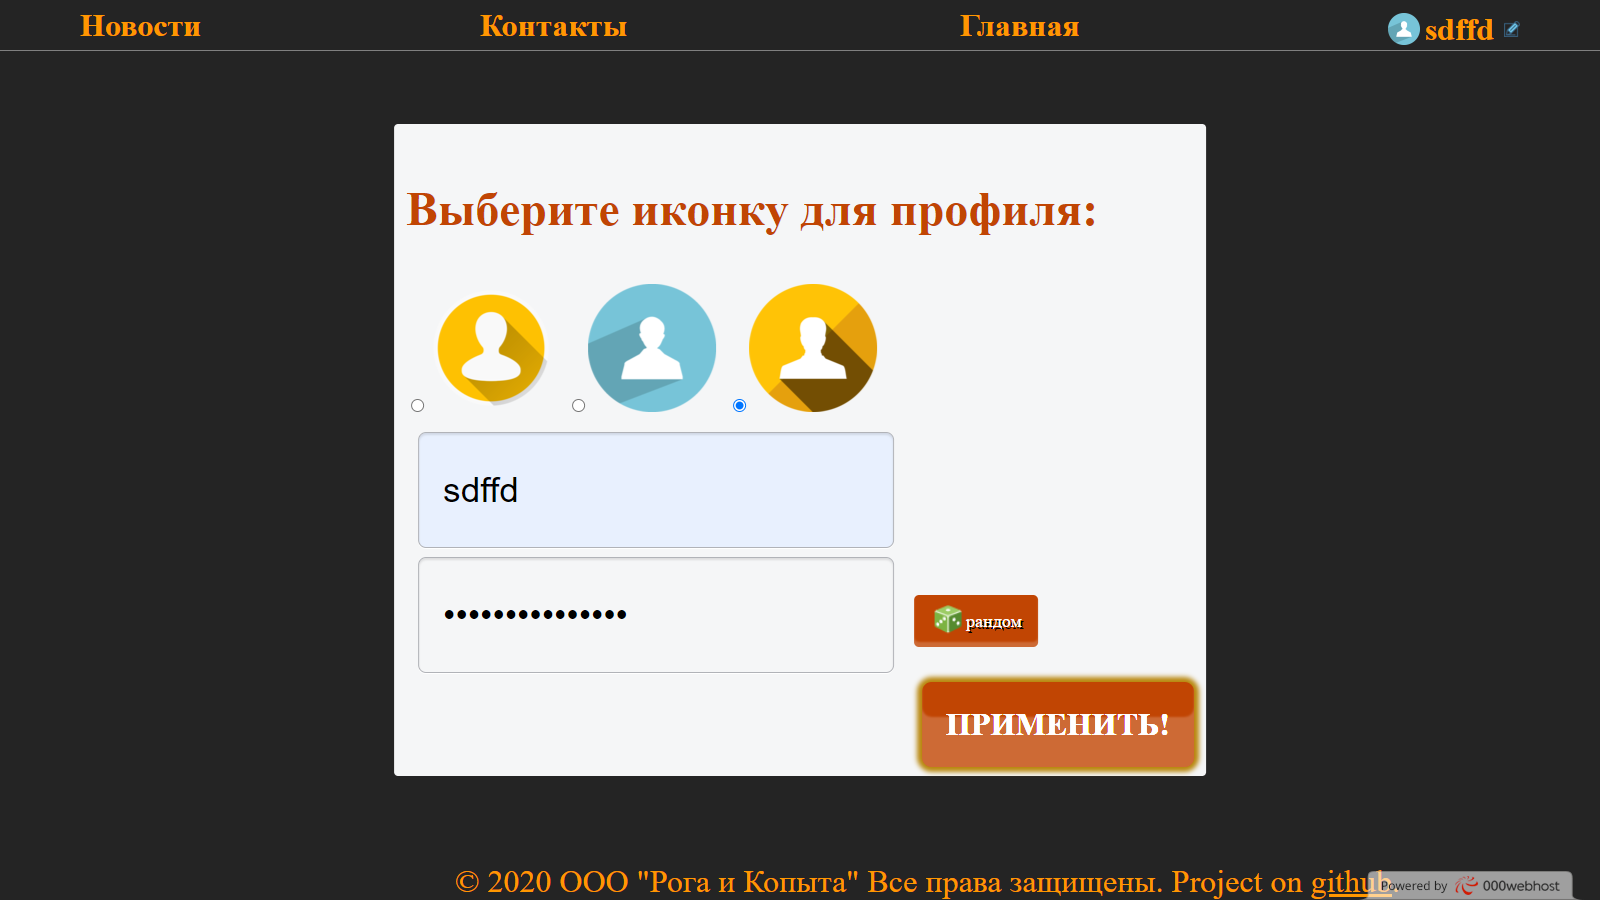 Новости Контакты Главная sdffd
Выберите иконку для профиля:
sdffd
•••••••••••••••
рандом
ПРИМЕНИТЬ!
© 2020 ООО "Рога и Копыта" Все права защищены. Project on github.
Powered by 000webhost